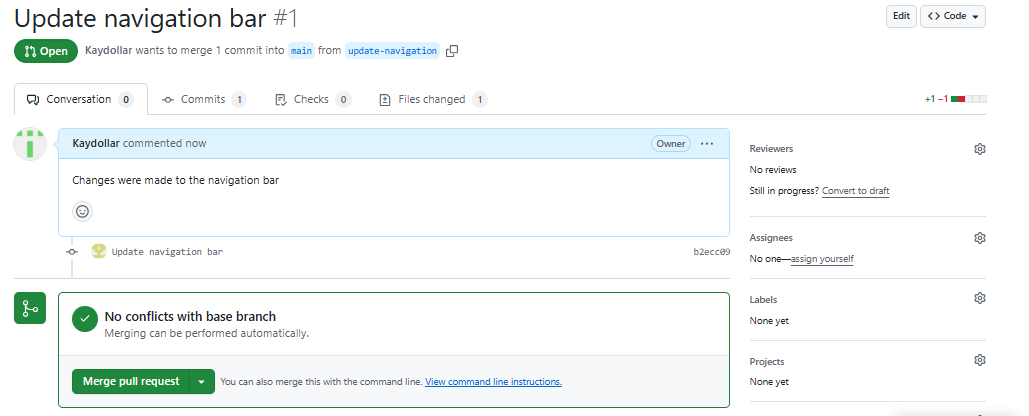 Update navigation bar #1
Edit
Code
Open
Kaydollar wants to merge 1 commit into main from update-navigation
Conversation 0
Commits 1
Checks 0
Files changed 1
+1 −1
Kaydollar commented now
Owner
Changes were made to the navigation bar
Update navigation bar
b2ecc09
No conflicts with base branch
Merging can be performed automatically.
Merge pull request
You can also merge this with the command line. View command line instructions.
Reviewers
No reviews
Still in progress? Convert to draft
Assignees
No one—assign yourself
Labels
None yet
Projects
None yet